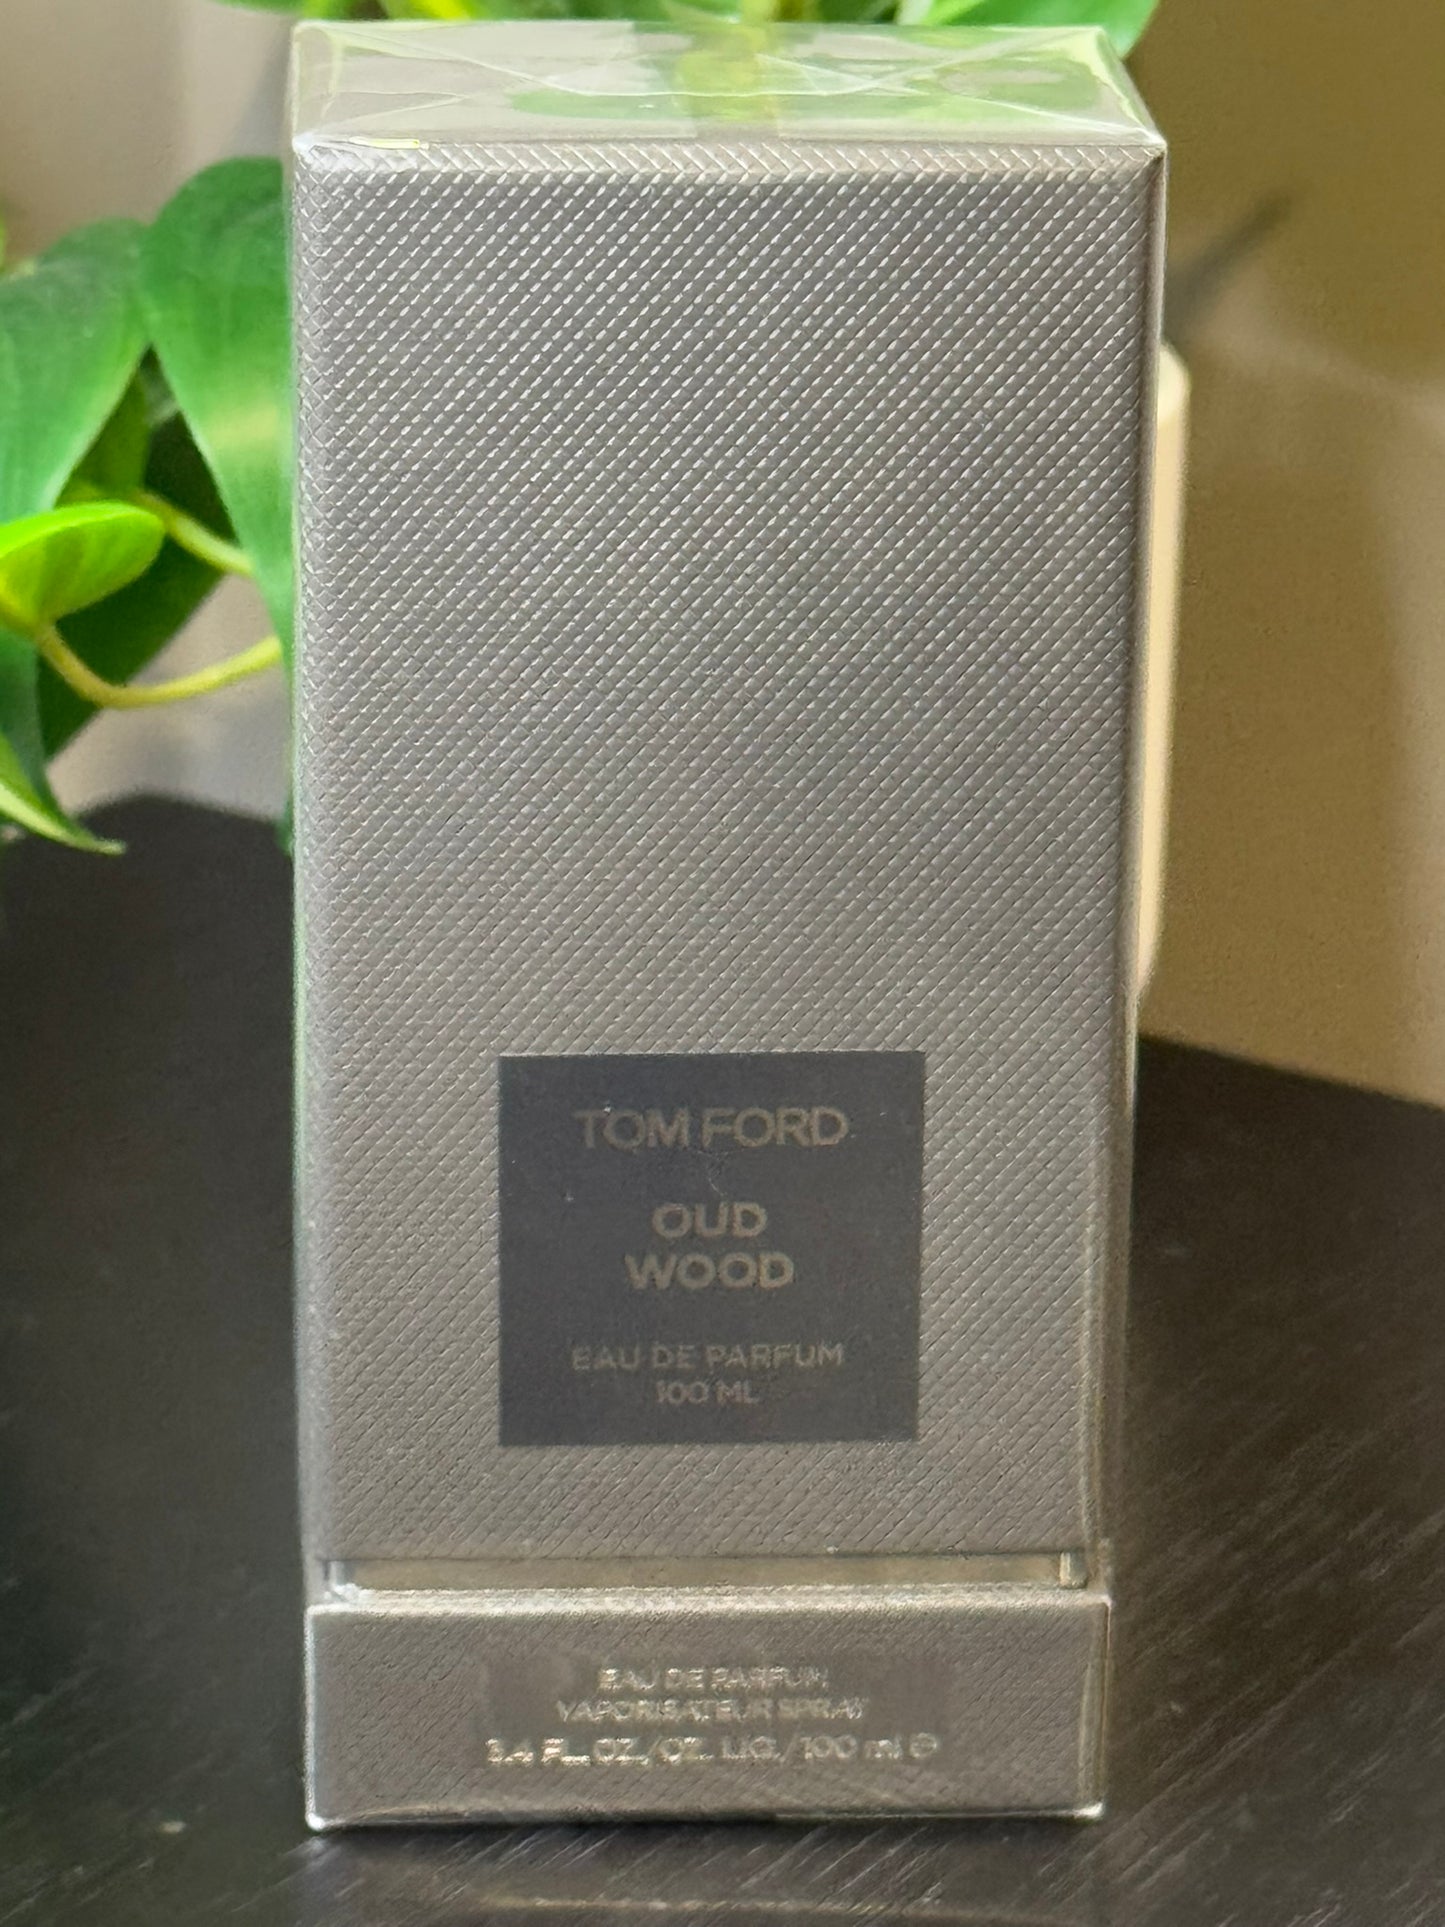 TOM FORD
OUD
WOOD
EAU DE PARFUM
100 ML
EAU DE PARFUM
VAPORISATEUR SPRAY
3.4 FL. OZ./OZ. LIQ./100 ml ℮